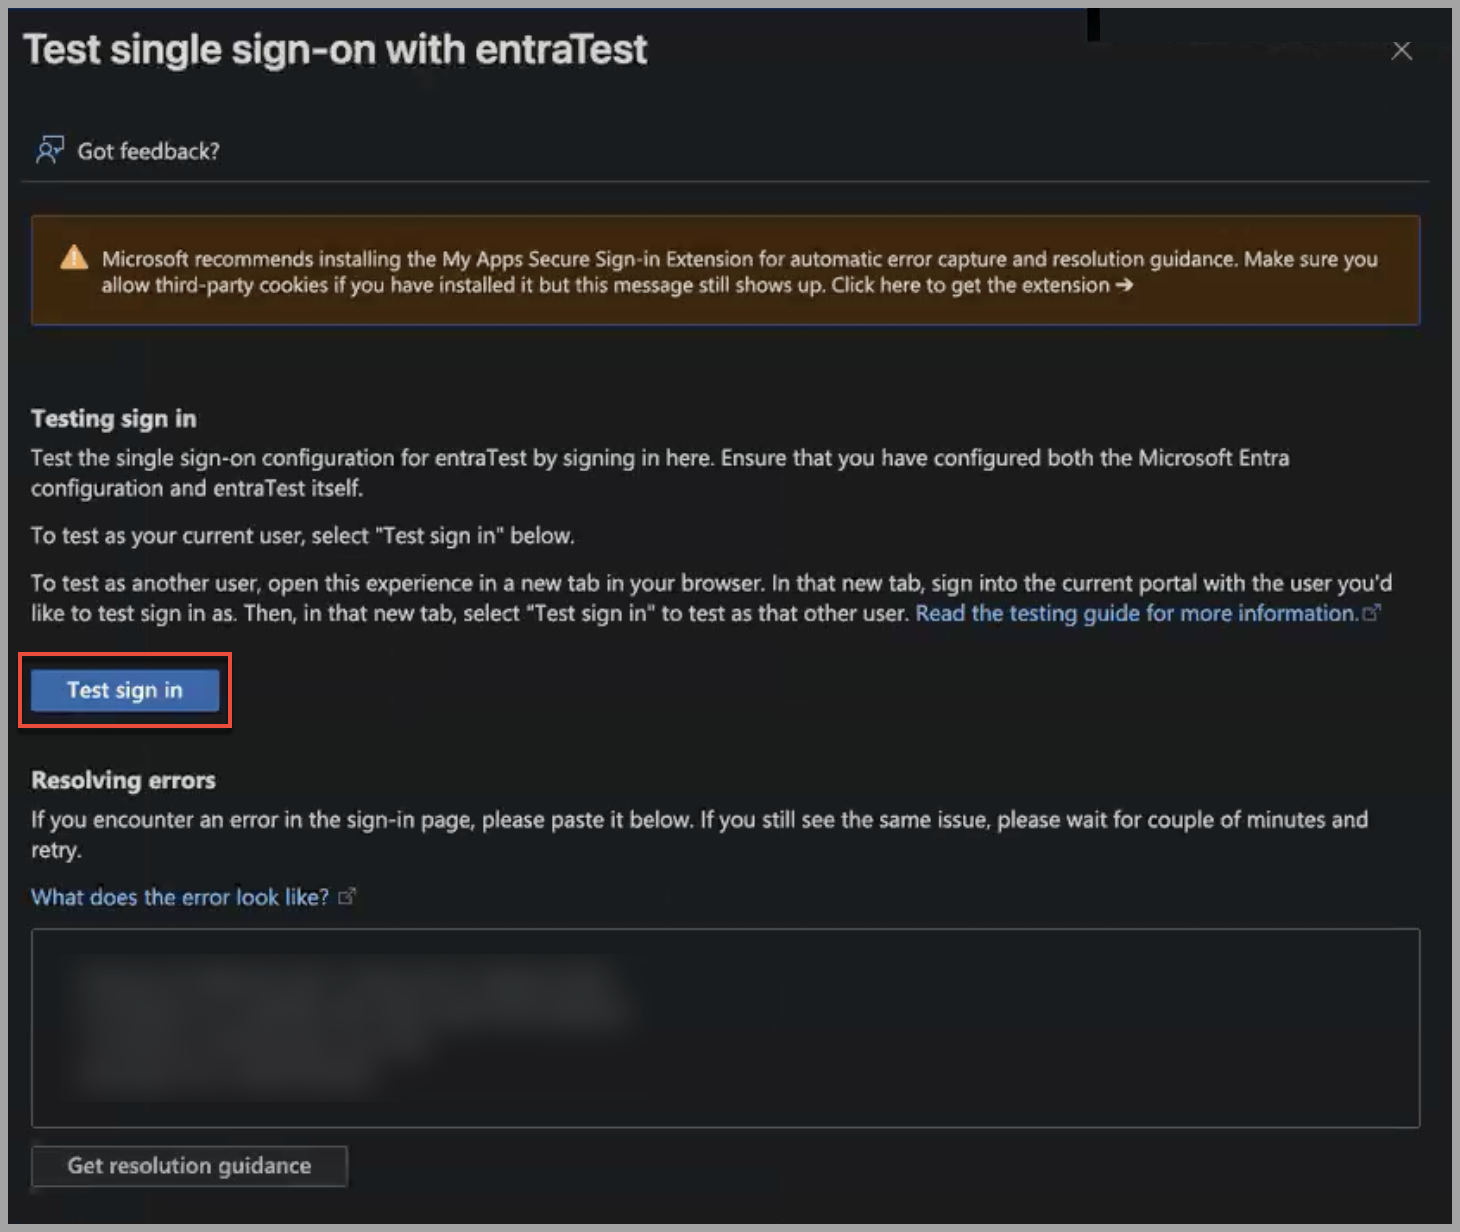 Test single sign-on with entraTest
Got feedback?
Microsoft recommends installing the My Apps Secure Sign-in Extension for automatic error capture and resolution guidance. Make sure you
allow third-party cookies if you have installed it but this message still shows up. Click here to get the extension →
Testing sign in
Test the single sign-on configuration for entraTest by signing in here. Ensure that you have configured both the Microsoft Entra
configuration and entraTest itself.
To test as your current user, select "Test sign in" below.
To test as another user, open this experience in a new tab in your browser. In that new tab, sign into the current portal with the user you'd
like to test sign in as. Then, in that new tab, select "Test sign in" to test as that other user. Read the testing guide for more information.
Test sign in
Resolving errors
If you encounter an error in the sign-in page, please paste it below. If you still see the same issue, please wait for couple of minutes and
retry.
What does the error look like?
Get resolution guidance